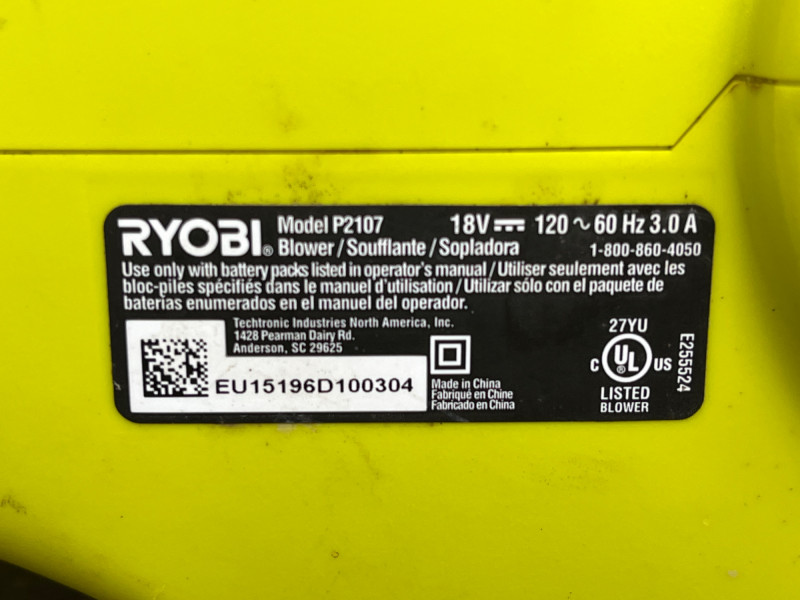 RYOBI® Model P2107 18V⎓ 120 ~ 60 Hz 3.0 A
Blower / Soufflante / Sopladora 1-800-860-4050
Use only with battery packs listed in operator's manual / Utiliser seulement avec les
bloc-piles spécifiés dans le manuel d'utilisation / Utilizar sólo con el paquete de
baterias enumerados en el manual del operador.
Techtronic Industries North America, Inc.
1428 Pearman Dairy Rd.
Anderson, SC 29625
EU15196D100304
Made in China
Fabriqué en Chine
Fabricado en China
27YU
C UL US
LISTED
BLOWER
E255524